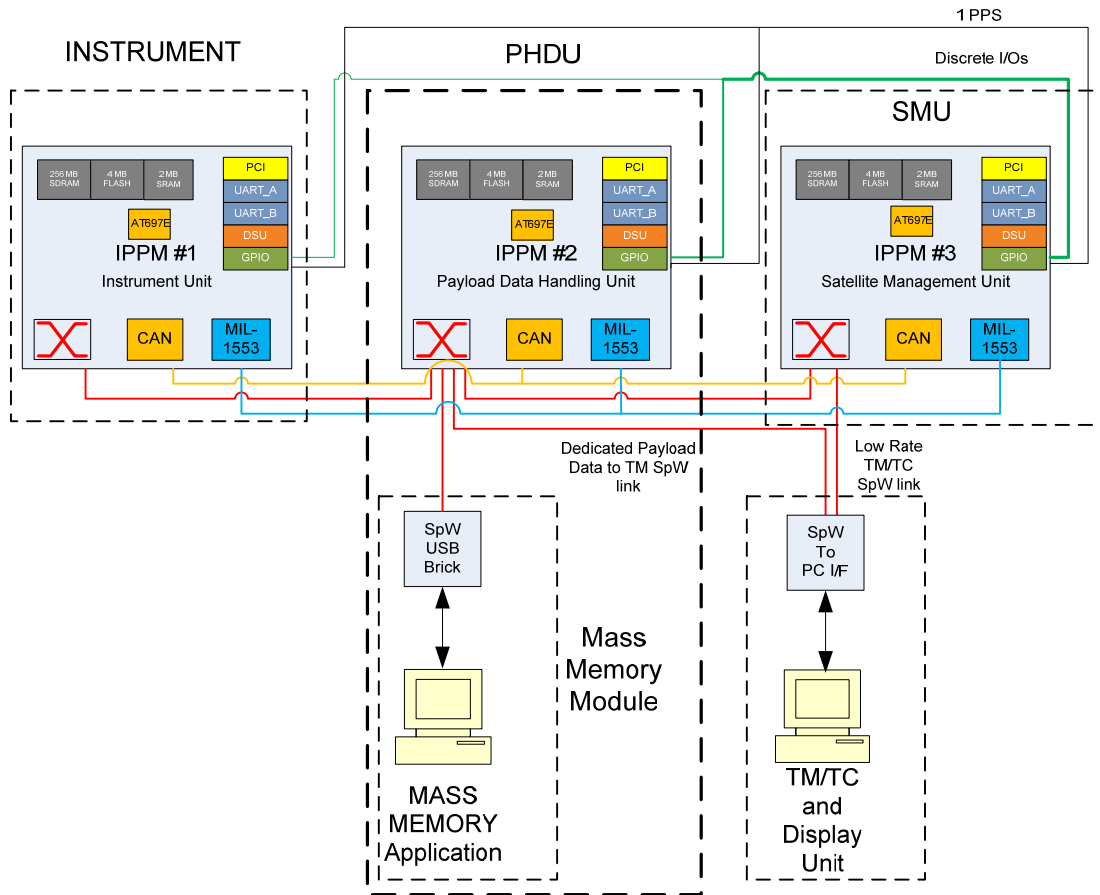 1 PPS
INSTRUMENT
PHDU
Discrete I/Os
SMU
256 MB
SDRAM
4 MB
FLASH
2 MB
SRAM
PCI
UART_A
UART_B
DSU
GPIO
AT697E
IPPM #1
Instrument Unit
CAN
MIL-
1553
256 MB
SDRAM
4 MB
FLASH
2 MB
SRAM
PCI
UART_A
UART_B
DSU
GPIO
AT697E
IPPM #2
Payload Data Handling Unit
CAN
MIL-
1553
256 MB
SDRAM
4 MB
FLASH
2 MB
SRAM
PCI
UART_A
UART_B
DSU
GPIO
AT697E
IPPM #3
Satellite Management Unit
CAN
MIL-
1553
Dedicated Payload
Data to TM SpW
link
Low Rate
TM/TC
SpW link
SpW
USB
Brick
SpW
To
PC I/F
Mass
Memory
Module
MASS
MEMORY
Application
TM/TC
and
Display
Unit